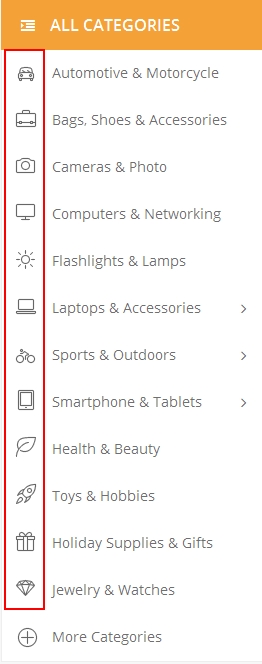 ALL CATEGORIES
Automotive & Motorcycle
Bags, Shoes & Accessories
Cameras & Photo
Computers & Networking
Flashlights & Lamps
Laptops & Accessories
Sports & Outdoors
Smartphone & Tablets
Health & Beauty
Toys & Hobbies
Holiday Supplies & Gifts
Jewelry & Watches
More Categories